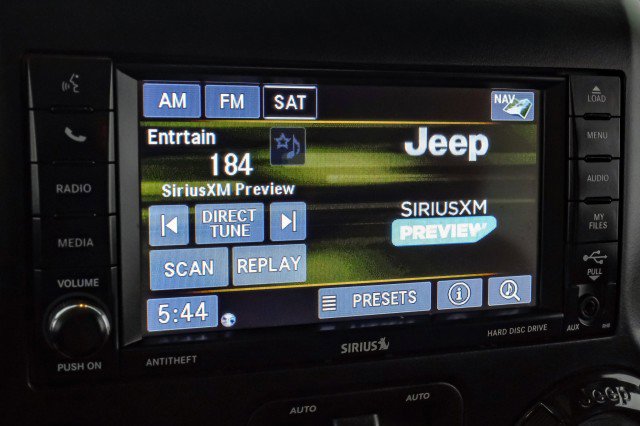 AM FM SAT NAV
Entrtain
184
SiriusXM Preview
Jeep
SIRIUSXM
PREVIEW
DIRECT
TUNE
SCAN REPLAY
5:44 PRESETS
RADIO
MEDIA
VOLUME
PUSH ON
LOAD
MENU
AUDIO
MY
FILES
PULL
AUX
ANTITHEFT
SIRIUS
HARD DISC DRIVE
AUTO
AUTO
Jeep